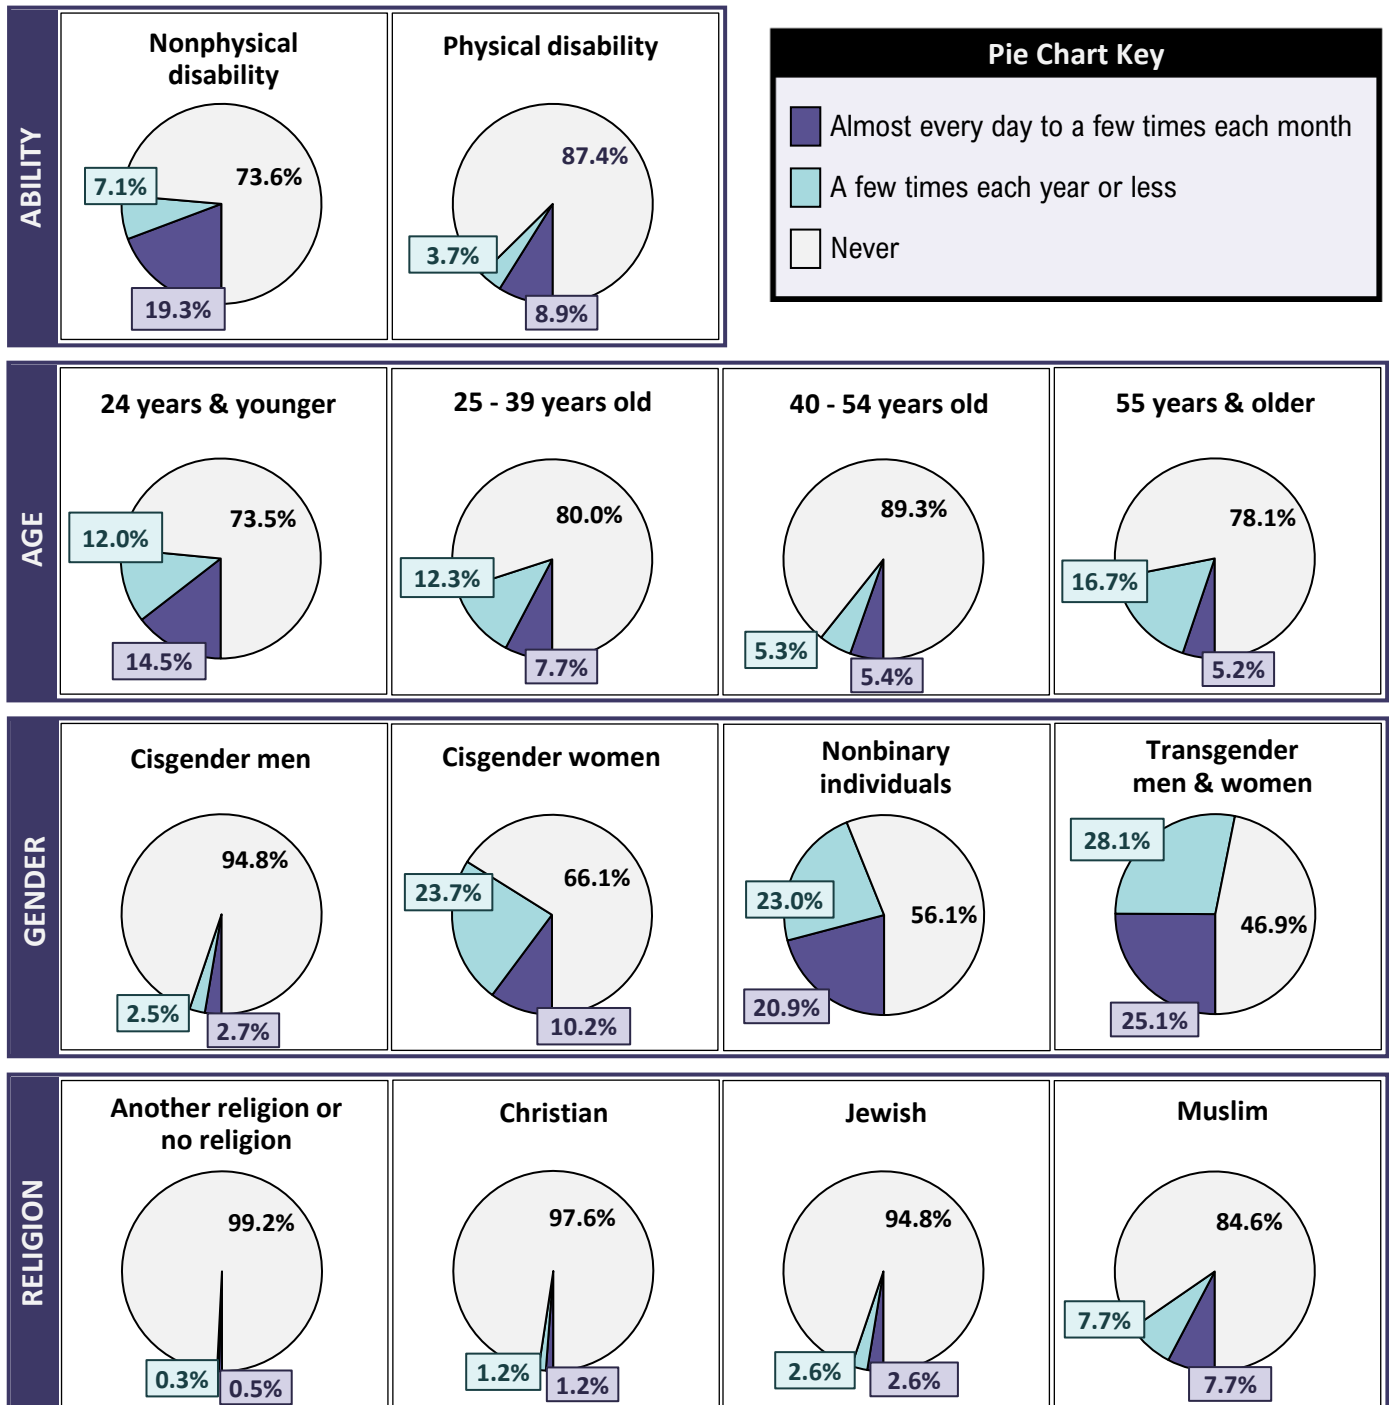 ABILITY
Nonphysical
disability
73.6%
7.1%
19.3%
Physical disability
87.4%
3.7%
8.9%
Pie Chart Key
Almost every day to a few times each month
A few times each year or less
Never
AGE
24 years & younger
73.5%
12.0%
14.5%
25 - 39 years old
80.0%
12.3%
7.7%
40 - 54 years old
89.3%
5.3%
5.4%
55 years & older
78.1%
16.7%
5.2%
GENDER
Cisgender men
94.8%
2.5%
2.7%
Cisgender women
66.1%
23.7%
10.2%
Nonbinary
individuals
23.0%
56.1%
20.9%
Transgender
men & women
28.1%
46.9%
25.1%
RELIGION
Another religion or
no religion
99.2%
0.3%
0.5%
Christian
97.6%
1.2%
1.2%
Jewish
94.8%
2.6%
2.6%
Muslim
84.6%
7.7%
7.7%